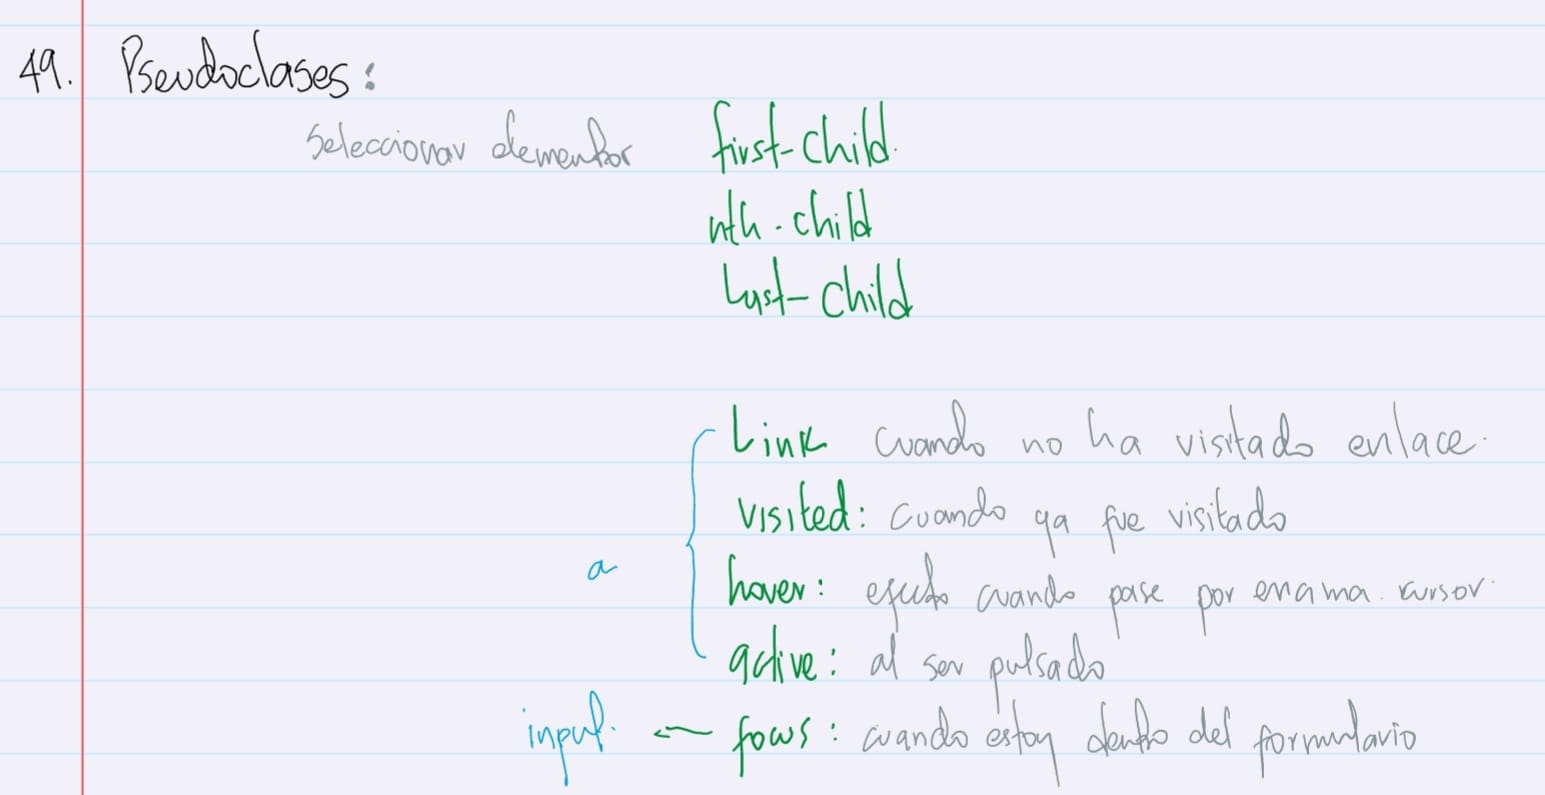 49. Pseudoclases:
Seleccionar elementos first-child.
nth-child
Last-child
Link cuando no ha visitado enlace.
visited: cuando ya fue visitado
a hover: efecto cuando pase por encima cursor.
active: al ser pulsado
input. ← focus: cuando estoy dentro del formulario